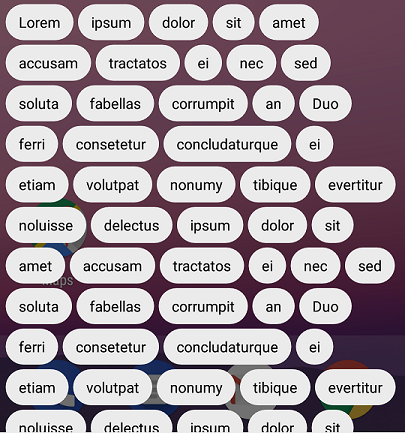 Lorem ipsum dolor sit amet
accusam tractatos ei nec sed
soluta fabellas corrumpit an Duo
ferri consetetur concludaturque ei
etiam volutpat nonumy tibique evertitur
noluisse delectus ipsum dolor sit
amet accusam tractatos ei nec sed
Maps
soluta fabellas corrumpit an Duo
ferri consetetur concludaturque ei
etiam volutpat nonumy tibique evertitur
noluisse delectus ipsum dolor sit